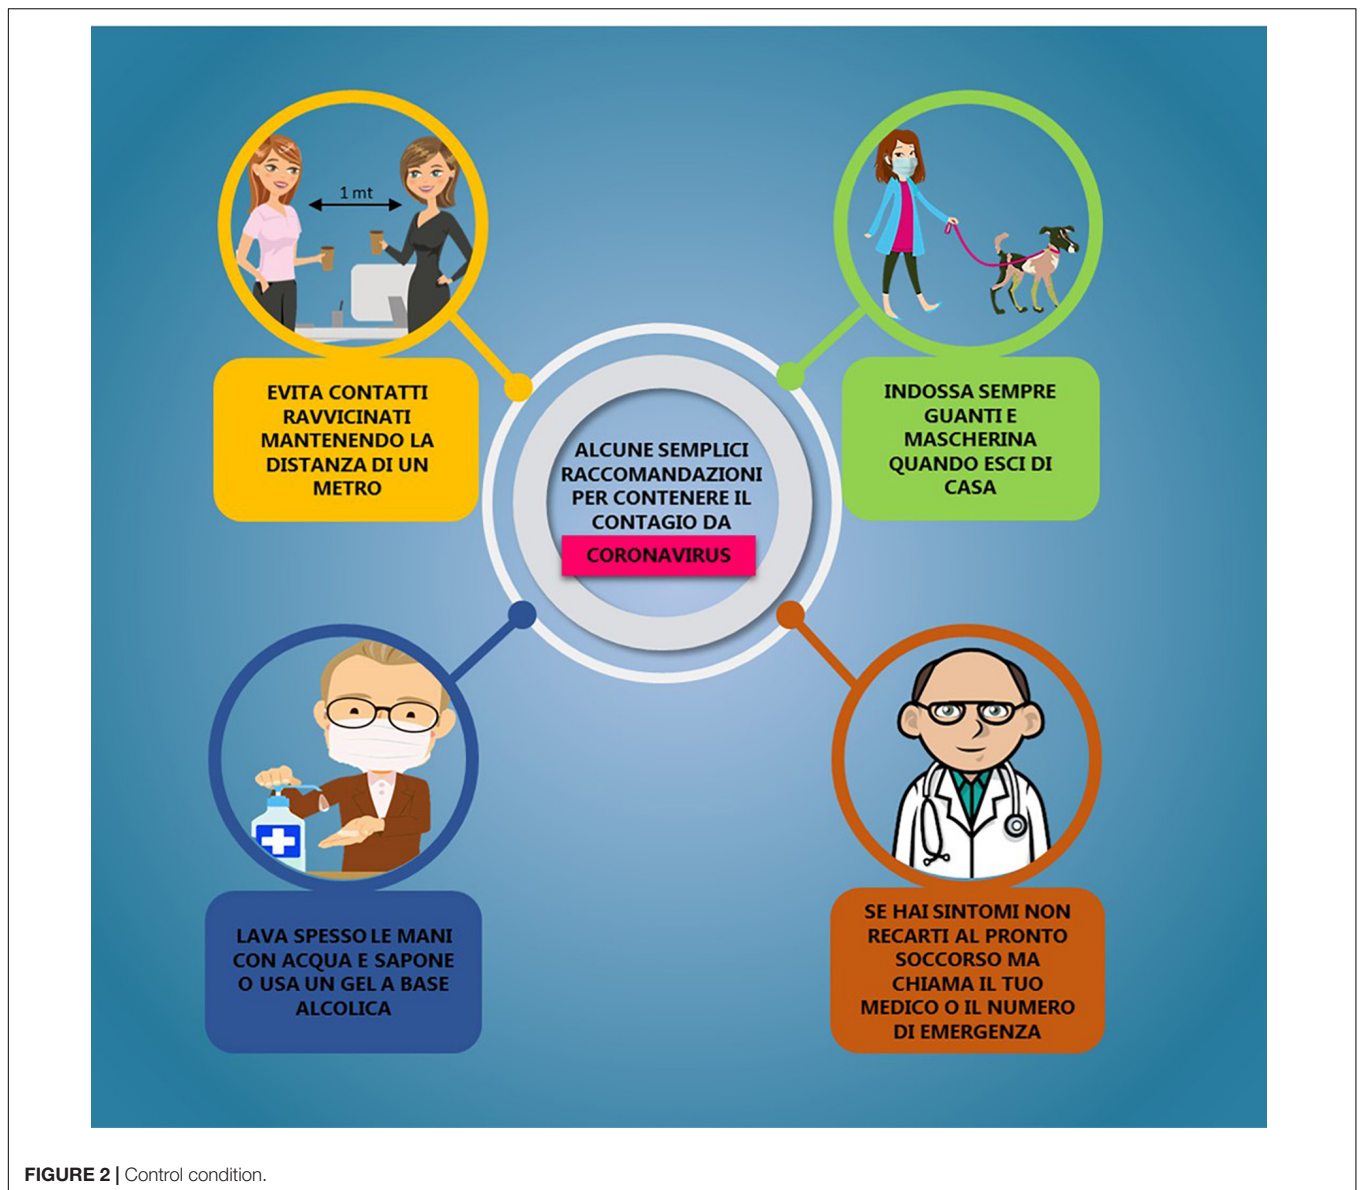 1 mt
EVITA CONTATTI
RAVVICINATI
MANTENENDO LA
DISTANZA DI UN
METRO
INDOSSA SEMPRE
GUANTI E
MASCHERINA
QUANDO ESCI DI
CASA
ALCUNE SEMPLICI
RACCOMANDAZIONI
PER CONTENERE IL
CONTAGIO DA
CORONAVIRUS
LAVA SPESSO LE MANI
CON ACQUA E SAPONE
O USA UN GEL A BASE
ALCOLICA
SE HAI SINTOMI NON
RECARTI AL PRONTO
SOCCORSO MA
CHIAMA IL TUO
MEDICO O IL NUMERO
DI EMERGENZA
FIGURE 2 | Control condition.